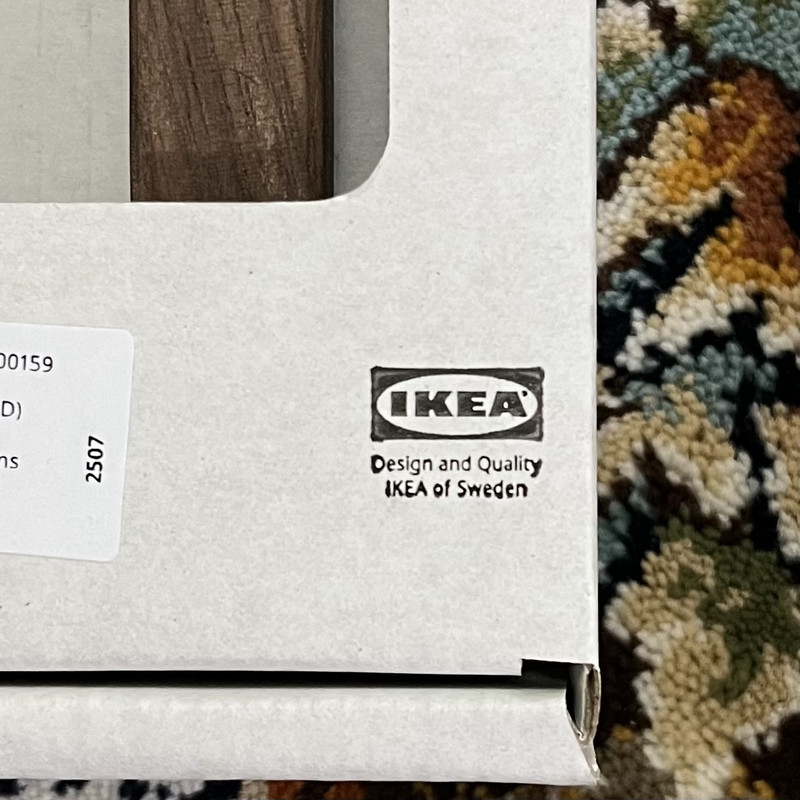 00159
D)
ns
2507
IKEA
Design and Quality
IKEA of Sweden